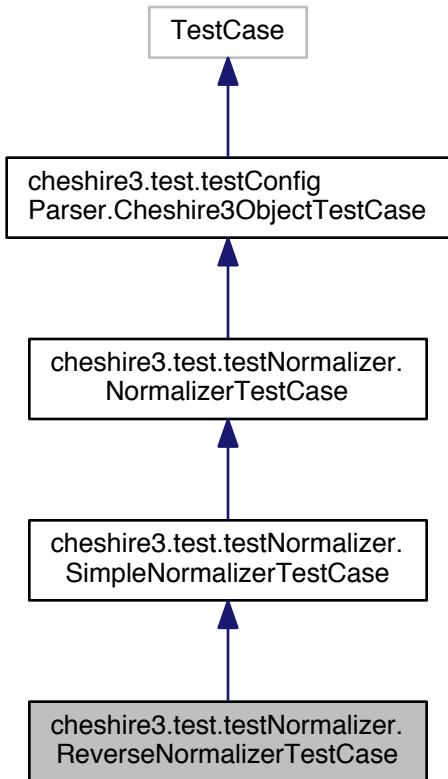 TestCase
cheshire3.test.testConfig
Parser.Cheshire3ObjectTestCase
cheshire3.test.testNormalizer.
NormalizerTestCase
cheshire3.test.testNormalizer.
SimpleNormalizerTestCase
cheshire3.test.testNormalizer.
ReverseNormalizerTestCase